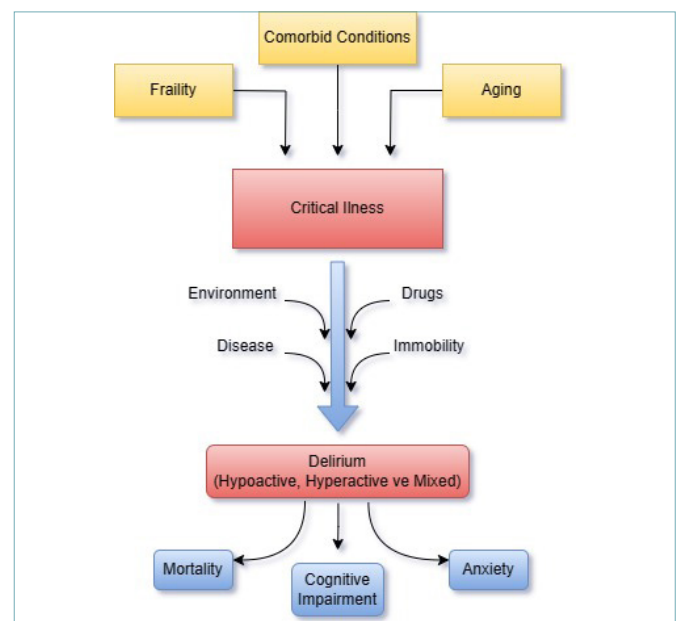 Comorbid Conditions
Fraility
Aging
Critical Ilness
Environment
Drugs
Disease
Immobility
Delirium
(Hypoactive, Hyperactive ve Mixed)
Mortality
Cognitive
Impairment
Anxiety